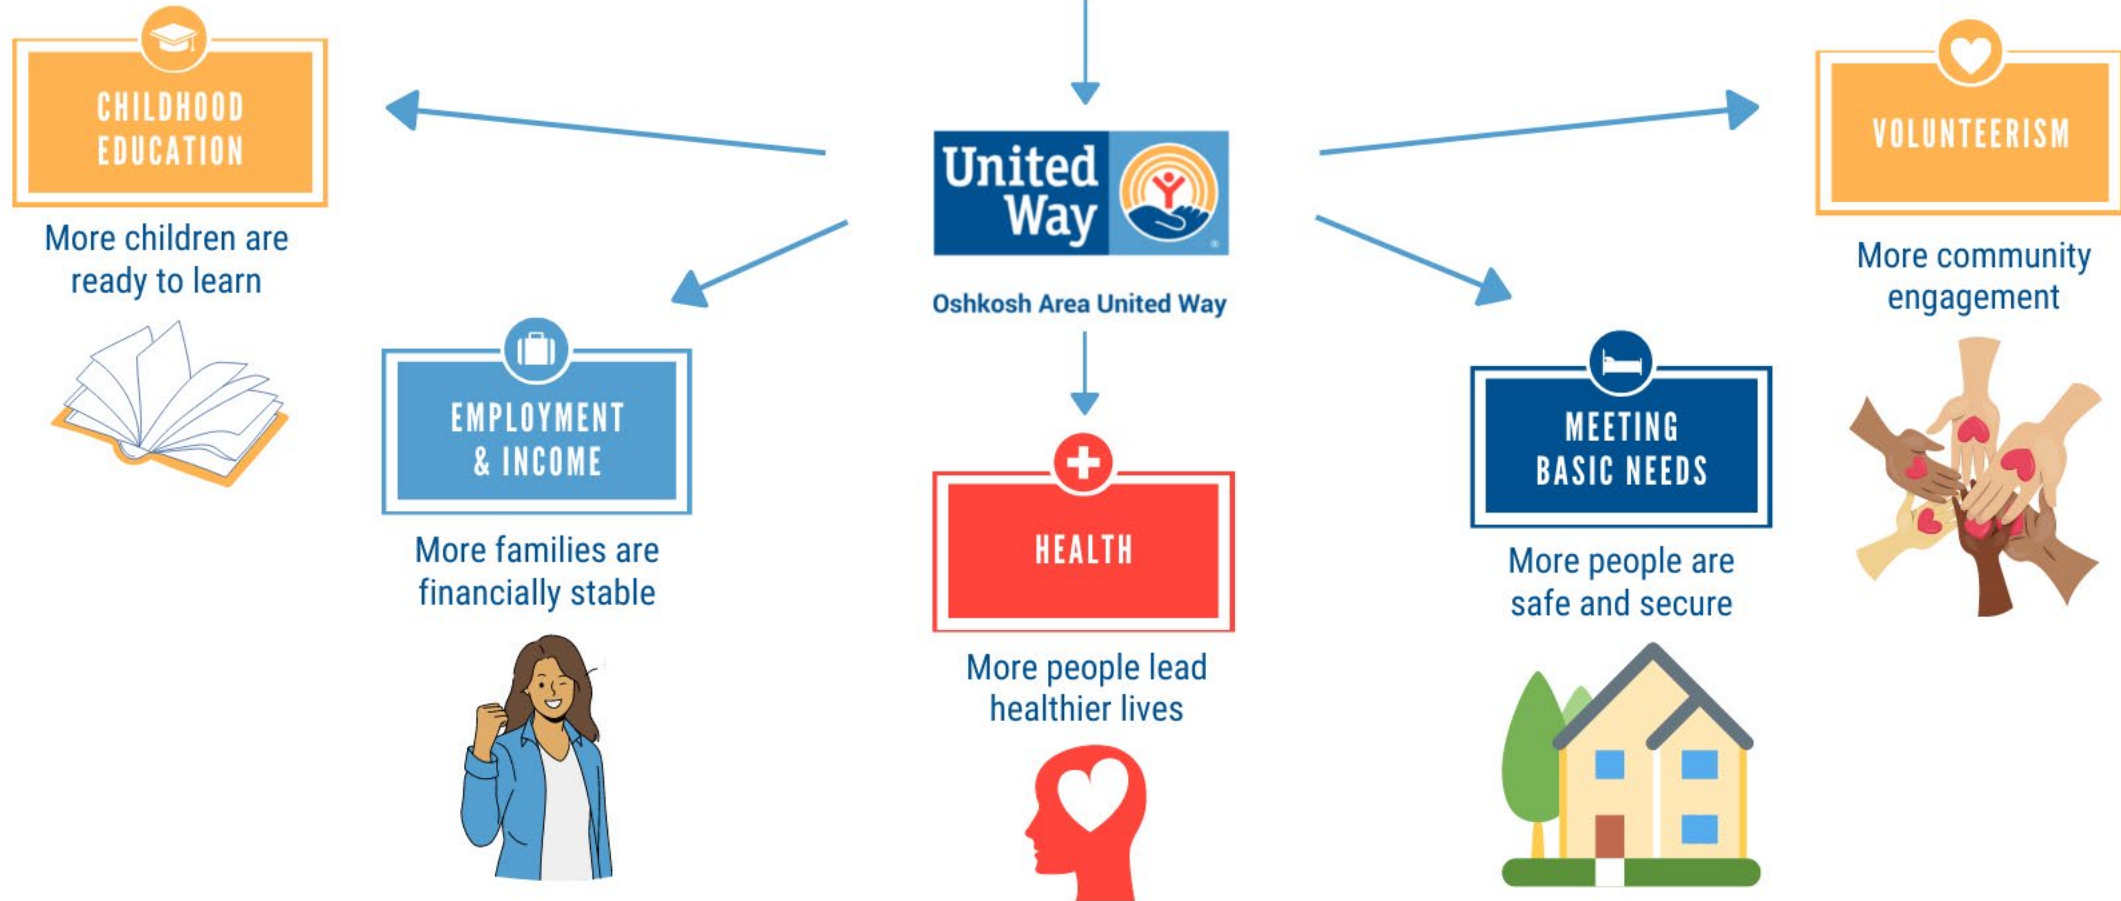 CHILDHOOD
EDUCATION
More children are
ready to learn
EMPLOYMENT
& INCOME
More families are
financially stable
United
Way
®
Oshkosh Area United Way
HEALTH
More people lead
healthier lives
MEETING
BASIC NEEDS
More people are
safe and secure
VOLUNTEERISM
More community
engagement